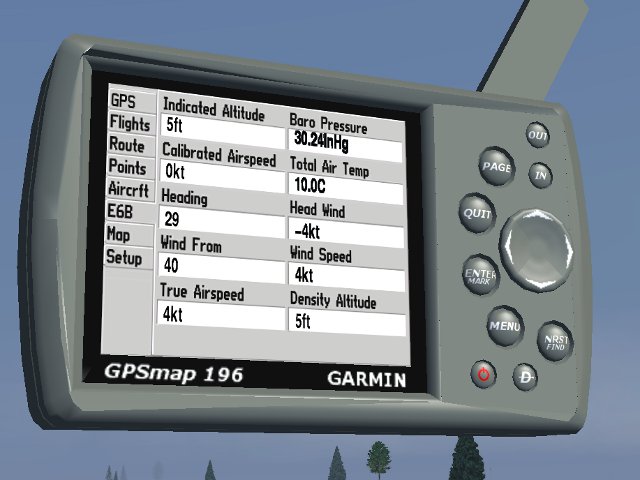 GPS
Flights
Route
Points
Aircrft
E6B
Map
Setup
Indicated Altitude
5ft
Baro Pressure
30.24InHg
Calibrated Airspeed
0kt
Total Air Temp
10.0C
Heading
29
Head Wind
-4kt
Wind From
40
Wind Speed
4kt
True Airspeed
4kt
Density Altitude
5ft
GPSmap 196
GARMIN
OUT
PAGE
IN
QUIT
ENTER
MARK
MENU
NRST
FIND
D